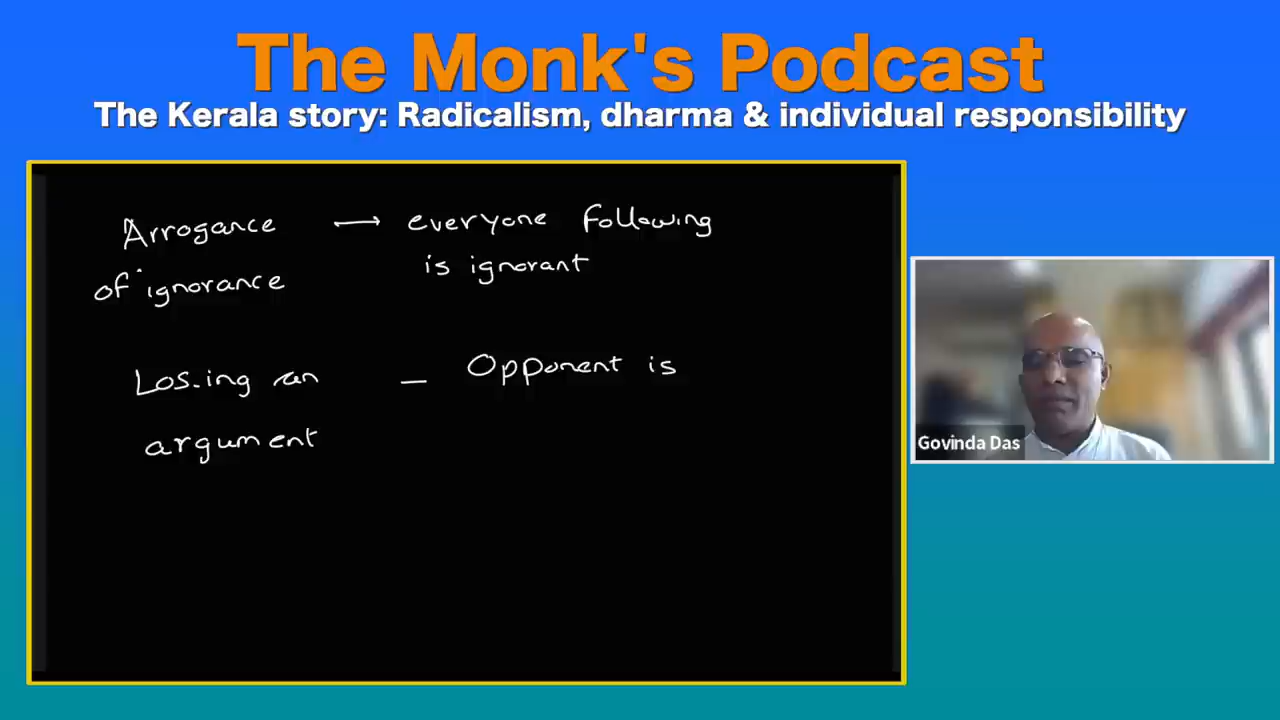 The Monk's Podcast
The Kerala story: Radicalism, dharma & individual responsibility
Arrogance → everyone following
of ignorance is ignorant
Losing an – Opponent is
argument
Govinda Das